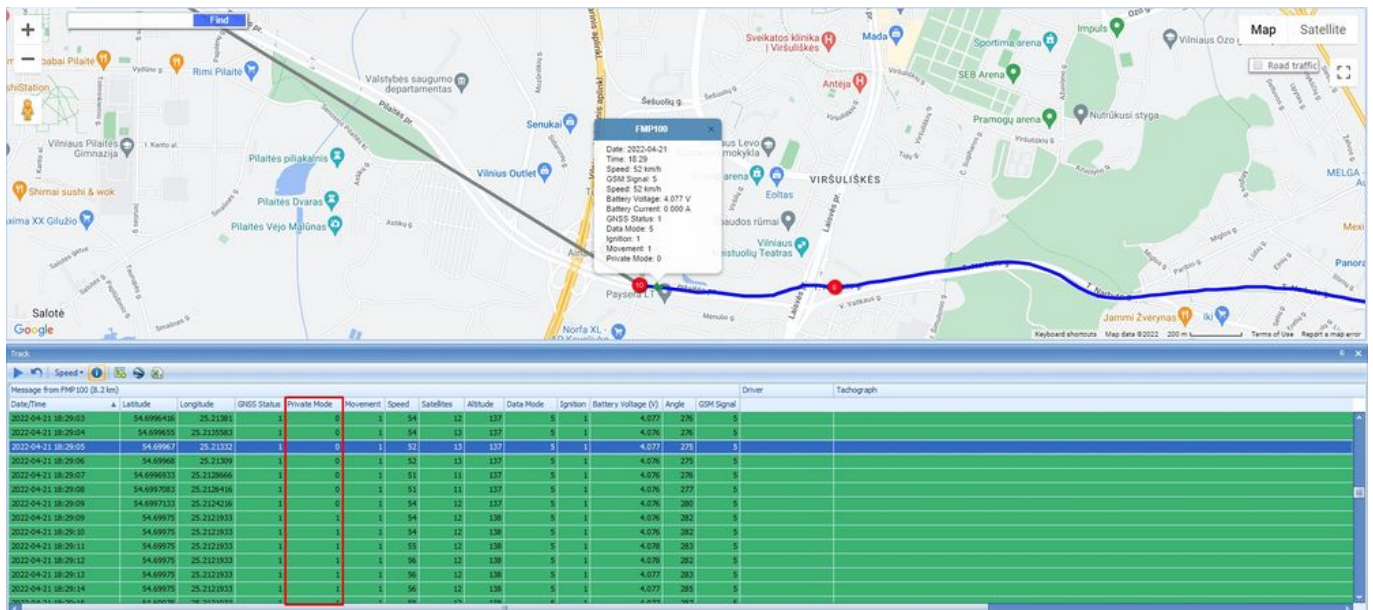 Find
Map
Satellite
Road traffic
Vydūno g.
Rimi Pilaitė
Valstybės saugumo
departamentas
Pilaitės pr.
Senukai
Šešuolių g.
Sveikatos klinika
| Viršuliškės
Mada
Antėja
Sportima arena
Impuls
Ozo g.
SEB Arena
Pramogų arena
Nutrūkusi styga
Vilniaus Pilaitės
Gimnazija
I. Kanto al.
Pilaitės piliakalnis
Vilnius Outlet
Shimai sushi & wok
Pilaitės Dvaras
Pilaitės Vėjo Malūnas
VIRŠULIŠKĖS
Eoltas
Vilniaus
Salotė
Google
Paysera LT
Norfa XL -
Menulio g.
Laisvės pr.
V. Vaitkaus g.
T. Narbuto g.
Jammi Žvėrynas
Iki
Keyboard shortcuts
Map data ©2022
200 m
Terms of Use
Report a map error
FMP100
Date: 2022-04-21
Time: 18:29
Speed: 52 km/h
GSM Signal: 5
Speed: 52 km/h
Battery Voltage: 4.077 V
Battery Current: 0.000 A
GNSS Status: 1
Data Mode: 5
Ignition: 1
Movement: 1
Private Mode: 0
10
Track
Speed
Message from FMP100 (8.2 km)
Driver
Tachograph
Date/Time Latitude Longitude GNSS Status Private Mode Movement Speed Satellites Altitude Data Mode Ignition Battery Voltage (V) Angle GSM Signal
2022-04-21 18:29:03 54.6996416 25.21381 1 0 1 54 12 137 5 1 4.077 276 5
2022-04-21 18:29:04 54.699655 25.2135583 1 0 1 54 13 137 5 1 4.076 276 5
2022-04-21 18:29:05 54.69967 25.21332 1 0 1 52 13 137 5 1 4.077 275 5
2022-04-21 18:29:06 54.69968 25.21309 1 0 1 52 13 137 5 1 4.076 275 5
2022-04-21 18:29:07 54.6996933 25.2128666 1 0 1 51 11 137 5 1 4.076 276 5
2022-04-21 18:29:08 54.6997083 25.2126416 1 0 1 51 11 137 5 1 4.076 277 5
2022-04-21 18:29:09 54.6997133 25.2124216 1 0 1 54 12 137 5 1 4.076 280 5
2022-04-21 18:29:09 54.69975 25.2121933 1 1 1 54 12 138 5 1 4.076 282 5
2022-04-21 18:29:10 54.69975 25.2121933 1 1 1 54 12 138 5 1 4.076 282 5
2022-04-21 18:29:11 54.69975 25.2121933 1 1 1 55 12 138 5 1 4.078 283 5
2022-04-21 18:29:12 54.69975 25.2121933 1 1 1 56 12 138 5 1 4.078 282 5
2022-04-21 18:29:13 54.69975 25.2121933 1 1 1 56 12 138 5 1 4.077 283 5
2022-04-21 18:29:14 54.69975 25.2121933 1 1 1 56 12 138 5 1 4.077 285 5